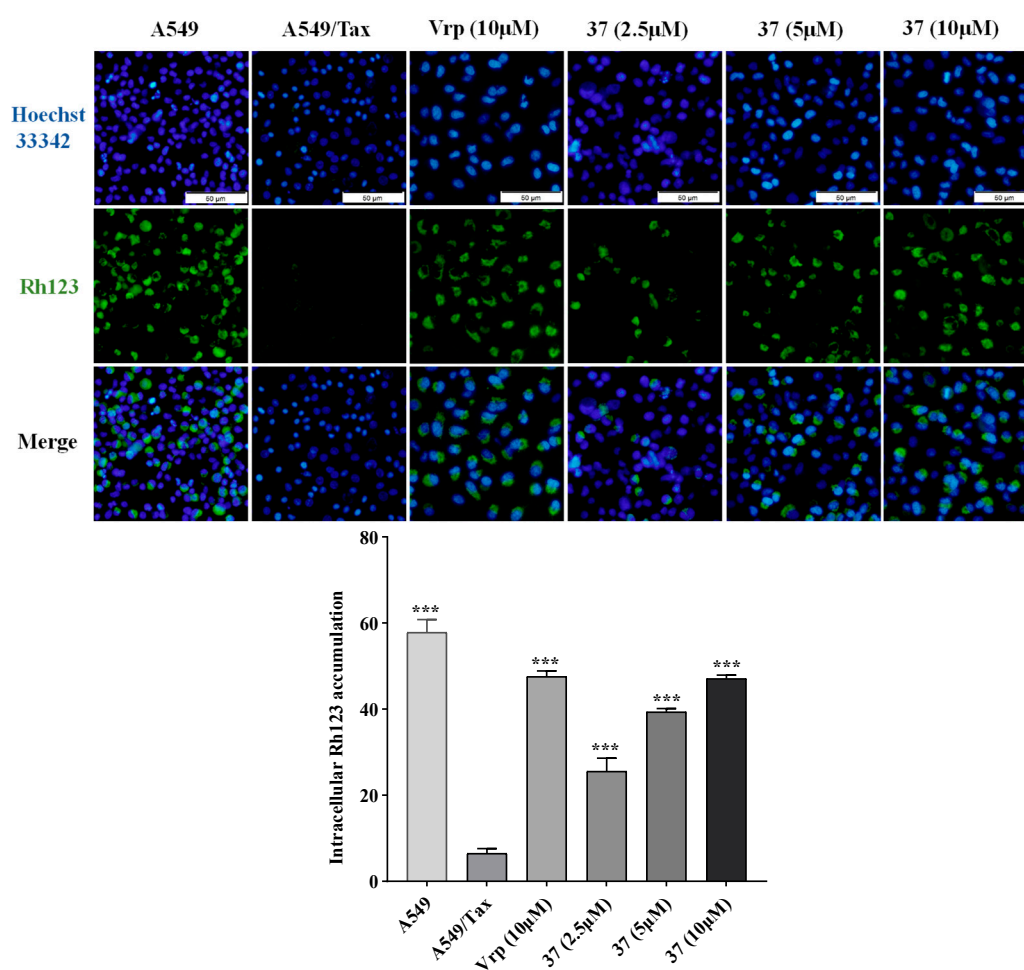 A549 A549/Tax Vrp (10μM) 37 (2.5μM) 37 (5μM) 37 (10μM)
Hoechst
33342
50 μm 50 μm 50 μm 50 μm 50 μm 50 μm
Rh123
Merge
80
60
40
20
0
Intracellular Rh123 accumulation
***
***
***
***
***
A549
A549/Tax
Vrp (10μM)
37 (2.5μM)
37 (5μM)
37 (10μM)